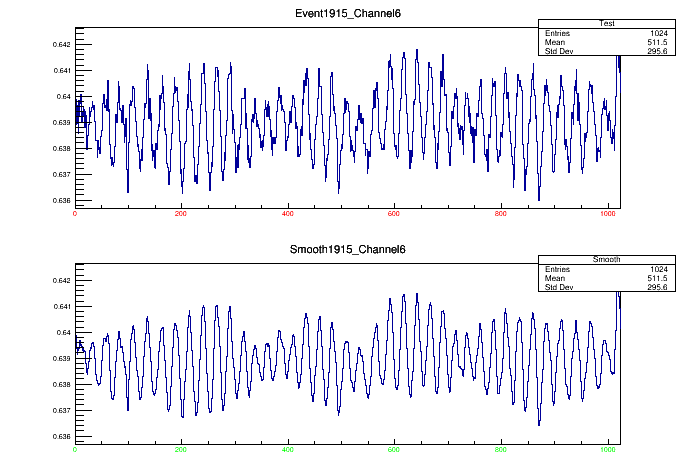 Event1915_Channel6
Test
Entries 1024
Mean 511.5
Std Dev 295.6
0.642
0.641
0.64
0.639
0.638
0.637
0.636
0 200 400 600 800 1000
Smooth1915_Channel6
Smooth
Entries 1024
Mean 511.5
Std Dev 295.6
0.642
0.641
0.64
0.639
0.638
0.637
0.636
0 200 400 600 800 1000